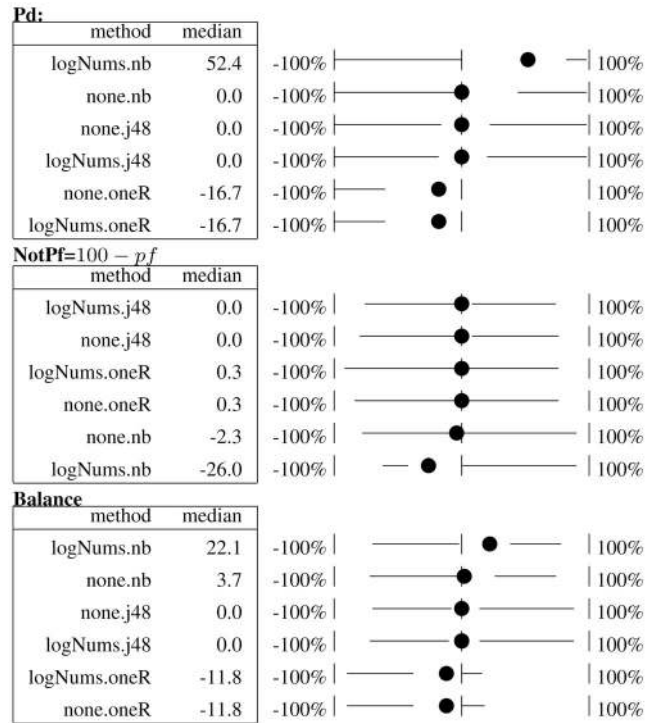 Pd:
method median
logNums.nb 52.4 -100% 100%
none.nb 0.0 -100% 100%
none.j48 0.0 -100% 100%
logNums.j48 0.0 -100% 100%
none.oneR -16.7 -100% 100%
logNums.oneR -16.7 -100% 100%
NotPf=100 − pf
method median
logNums.j48 0.0 -100% 100%
none.j48 0.0 -100% 100%
logNums.oneR 0.3 -100% 100%
none.oneR 0.3 -100% 100%
none.nb -2.3 -100% 100%
logNums.nb -26.0 -100% 100%
Balance
method median
logNums.nb 22.1 -100% 100%
none.nb 3.7 -100% 100%
none.j48 0.0 -100% 100%
logNums.j48 0.0 -100% 100%
logNums.oneR -11.8 -100% 100%
none.oneR -11.8 -100% 100%